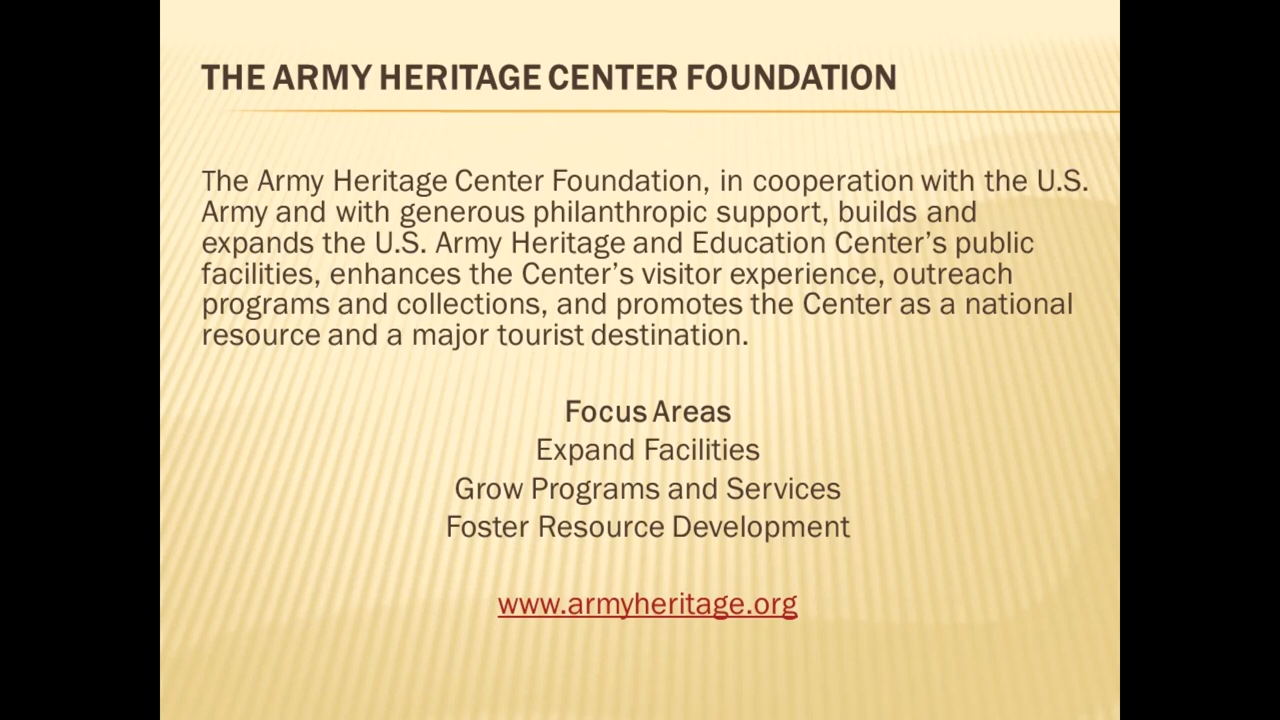 THE ARMY HERITAGE CENTER FOUNDATION
The Army Heritage Center Foundation, in cooperation with the U.S.
Army and with generous philanthropic support, builds and
expands the U.S. Army Heritage and Education Center’s public
facilities, enhances the Center’s visitor experience, outreach
programs and collections, and promotes the Center as a national
resource and a major tourist destination.
Focus Areas
Expand Facilities
Grow Programs and Services
Foster Resource Development
www.armyheritage.org